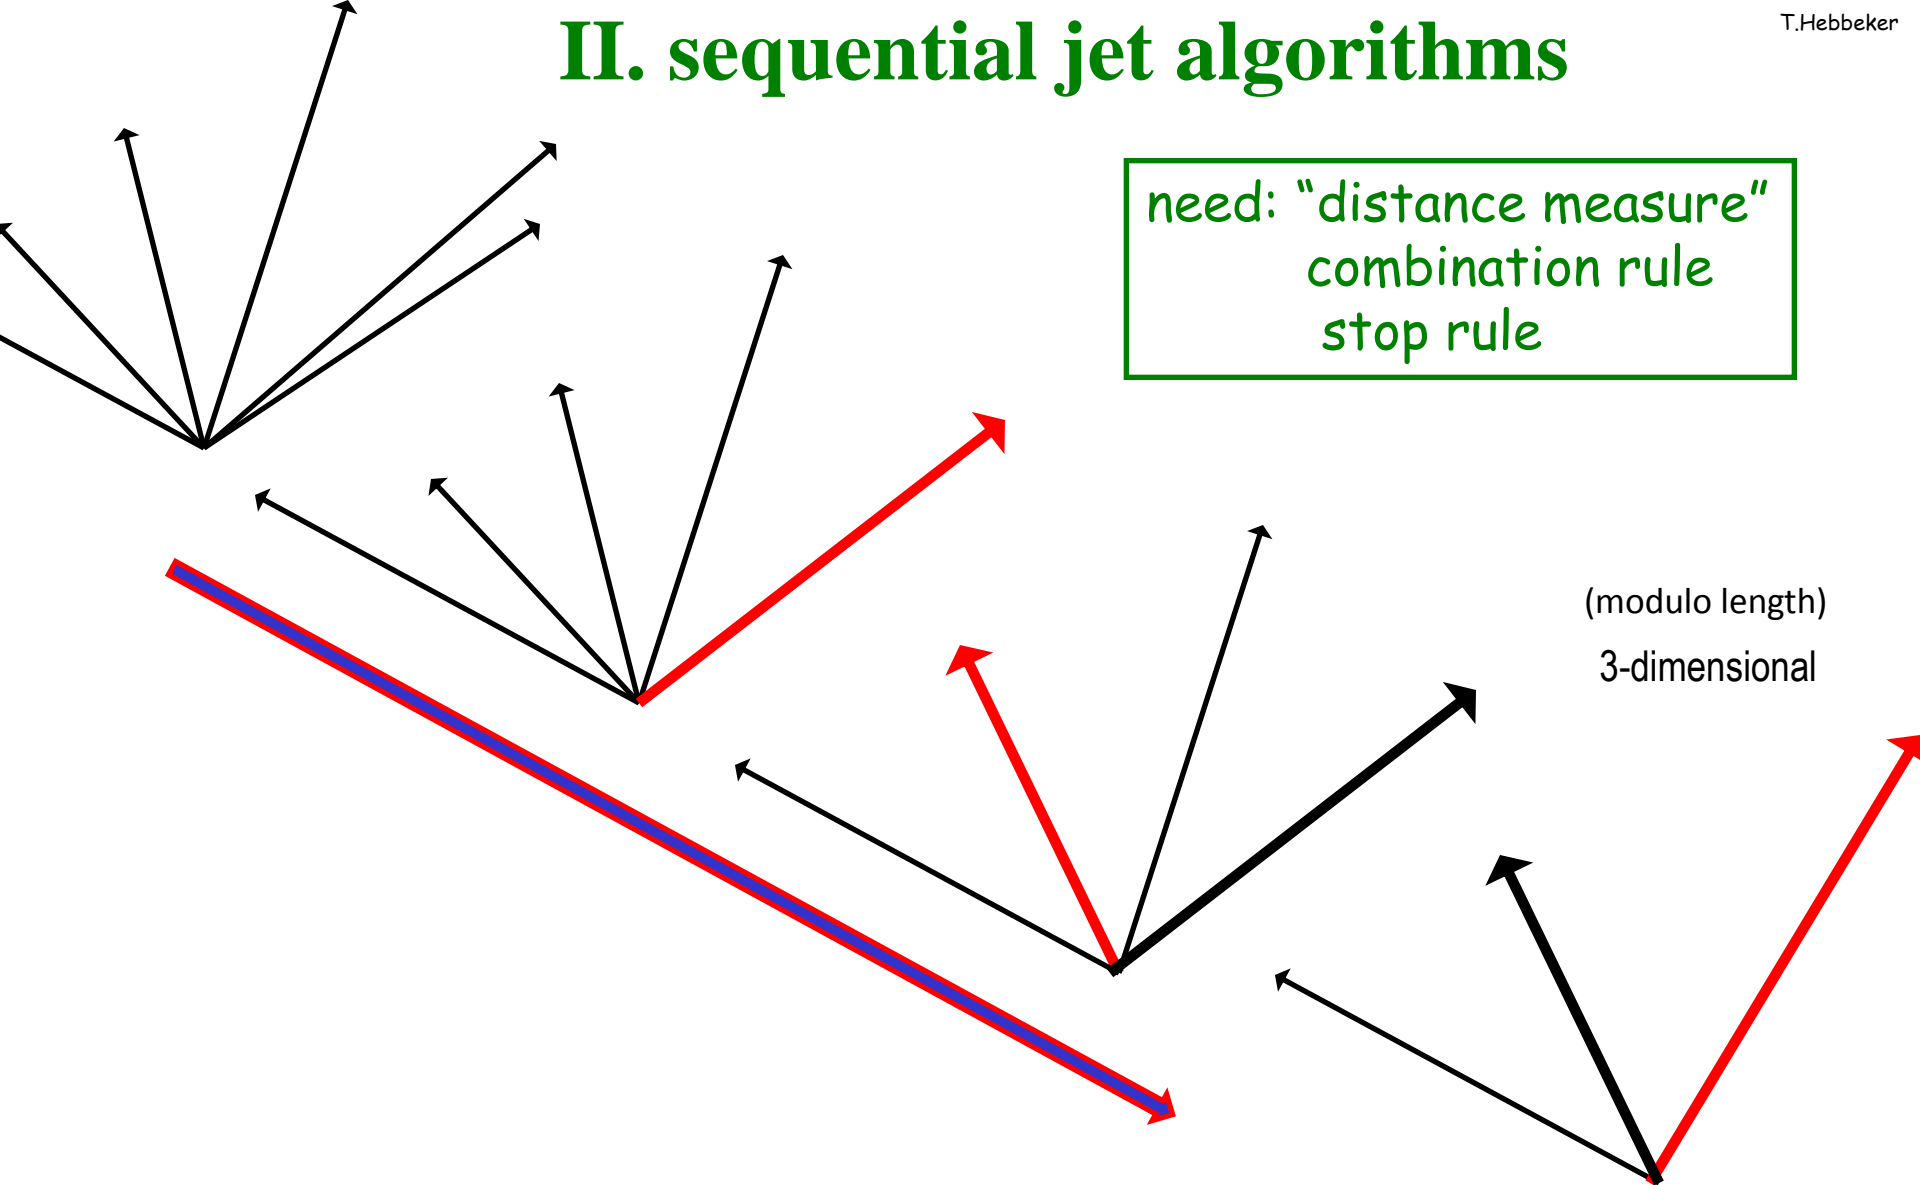 II. sequential jet algorithms
T.Hebbeker
need: “distance measure”
combination rule
stop rule
(modulo length)
3-dimensional